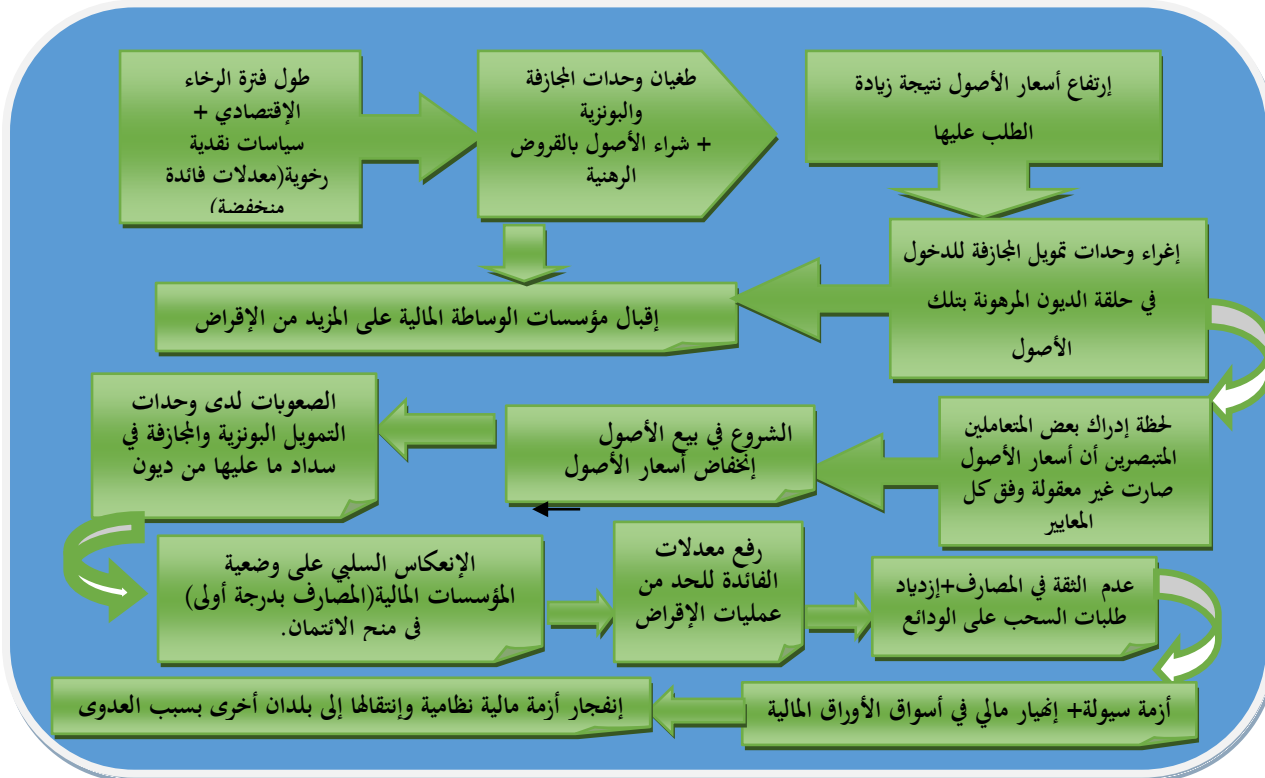 طول فترة الرخاء
الإقتصادي +
سياسات نقدية
رخوية(معدلات فائدة
منخفضة)
طغيان وحدات المجازفة
والبونزية
+ شراء الأصول بالقروض
الرهنية
إرتفاع أسعار الأصول نتيجة زيادة
الطلب عليها
إغراء وحدات تمويل المجازفة للدخول
في حلقة الديون المرهونة بتلك
الأصول
إقبال مؤسسات الوساطة المالية على المزيد من الإقراض
لحظة إدراك بعض المتعاملين
المتبصرين أن أسعار الأصول
صارت غير معقولة وفق كل
المعايير
الشروع في بيع الأصول
إنخفاض أسعار الأصول
الصعوبات لدى وحدات
التمويل البونزية والمجازفة في
سداد ما عليها من ديون
الإنعكاس السلبي على وضعية
المؤسسات المالية(المصارف بدرجة أولى)
في منح الائتمان.
رفع معدلات
الفائدة للحد من
عمليات الإقراض
عدم الثقة في المصارف+إزدياد
طلبات السحب على الودائع
أزمة سيولة+ إنهيار مالي في أسواق الأوراق المالية
إنفجار أزمة مالية نظامية وإنتقالها إلى بلدان أخرى بسبب العدوى